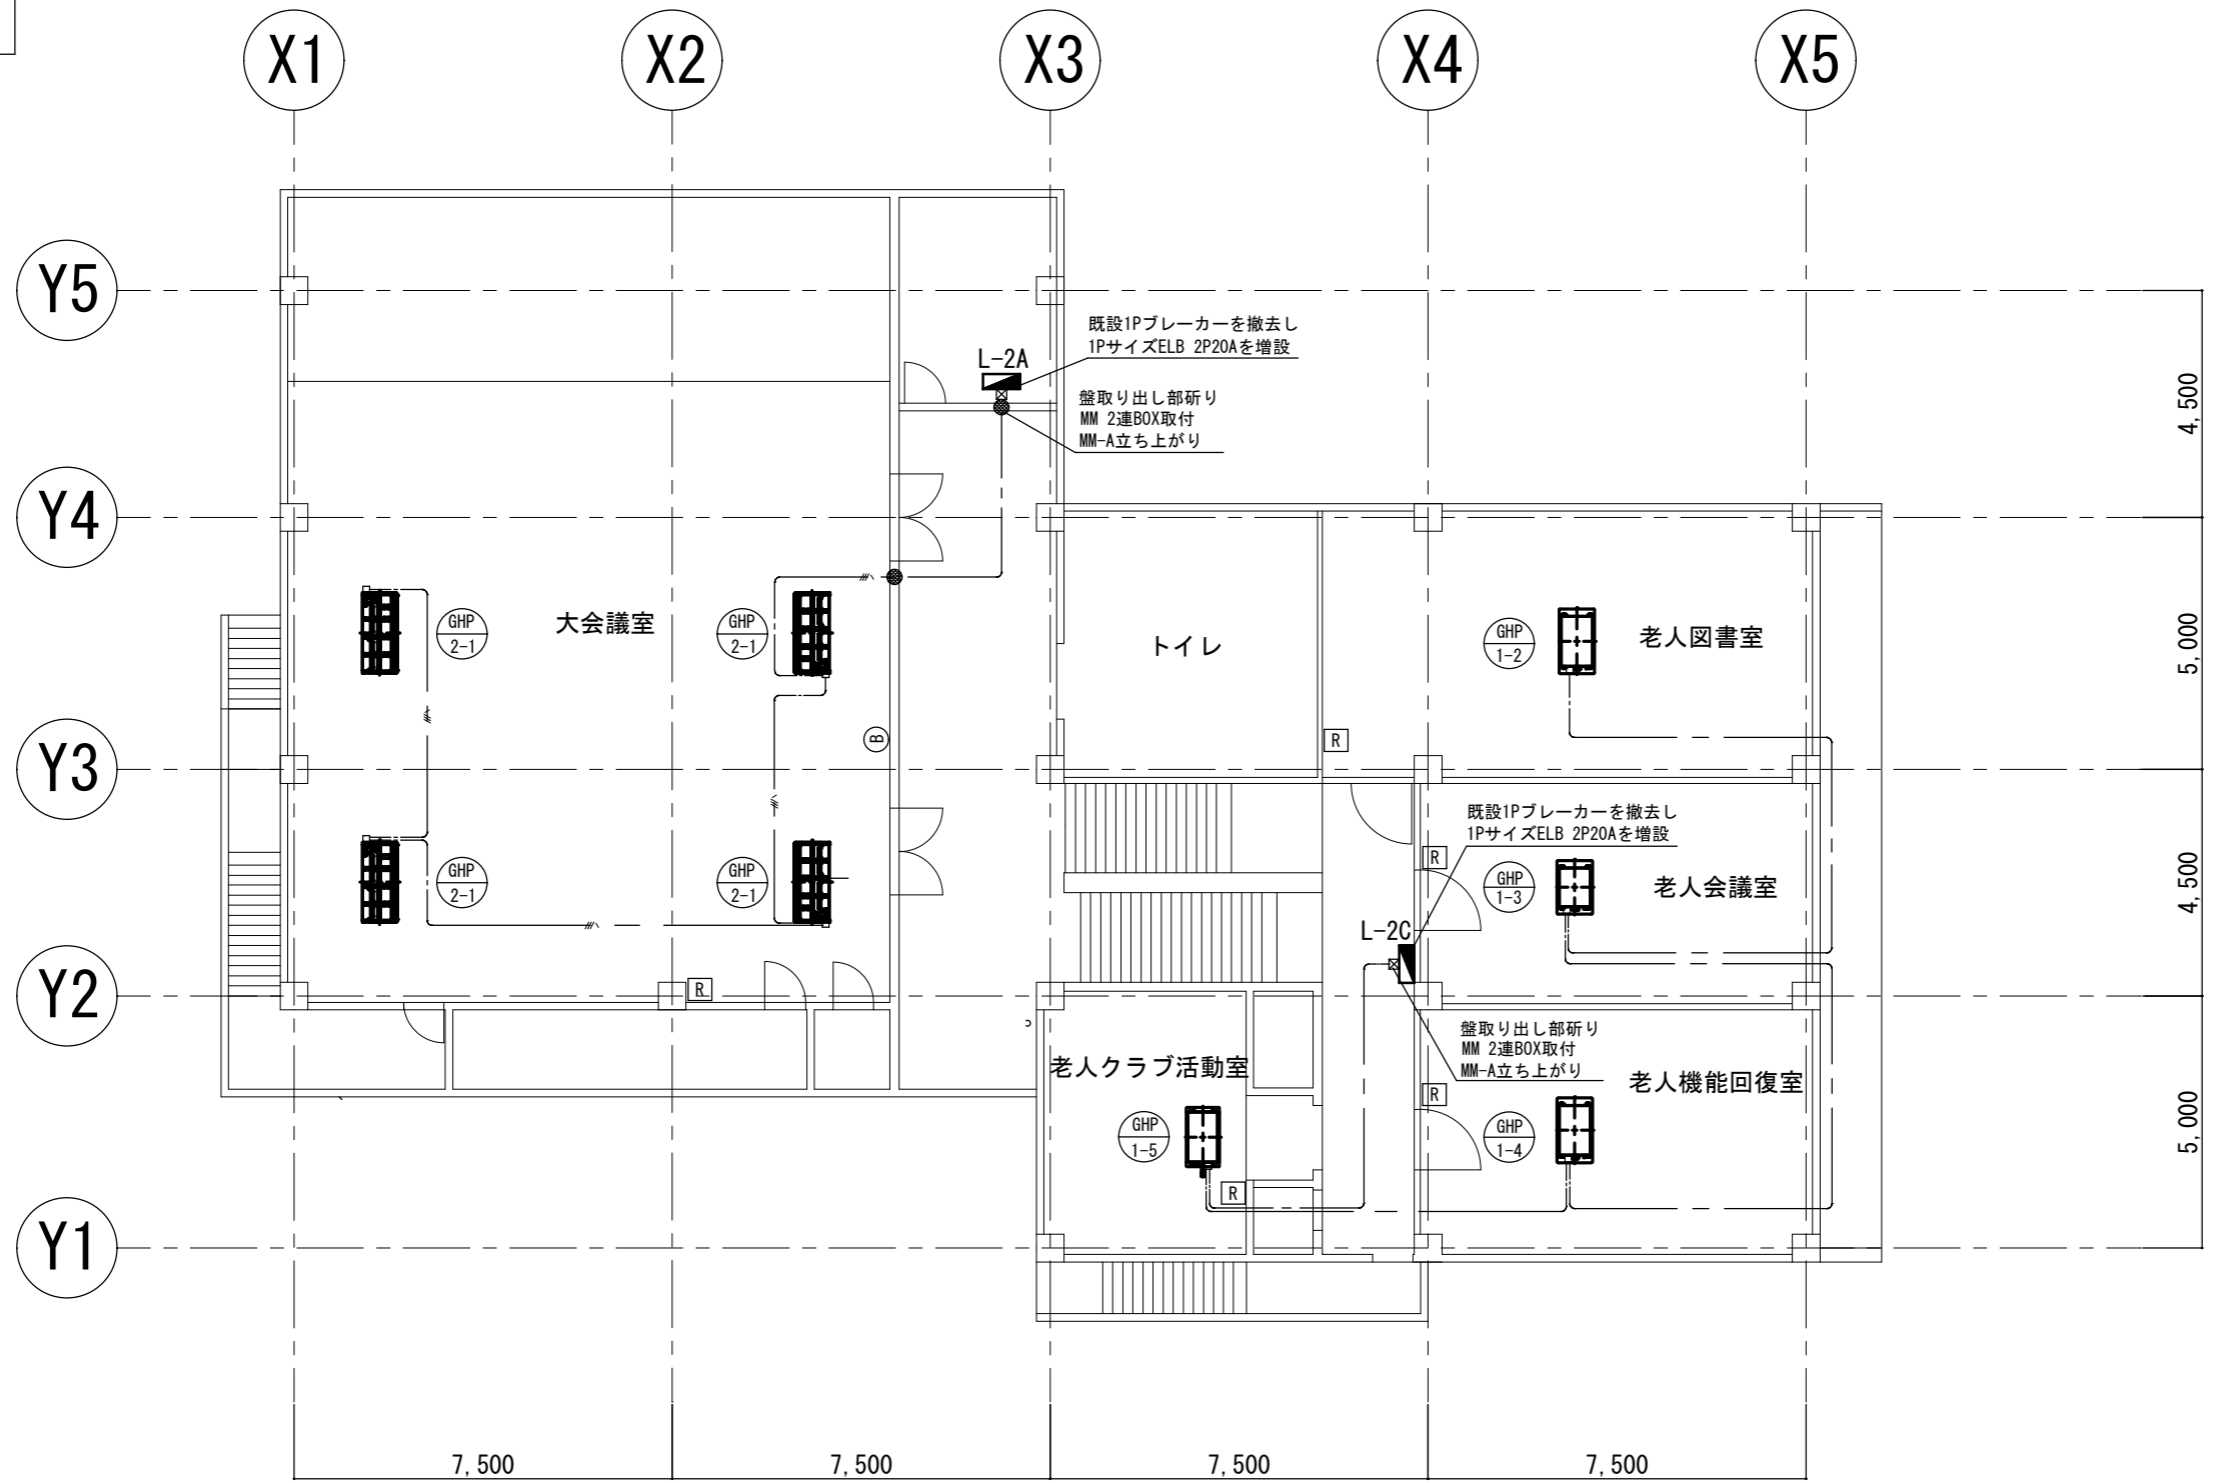 X1
X2
X3
X4
X5
Y5
既設1Pブレーカーを撤去し
1PサイズELB 2P20Aを増設
L-2A
盤取り出し部斫り
MM 2連BOX取付
MM-A立ち上がり
4,500
Y4
大会議室
GHP
2-1
GHP
2-1
トイレ
GHP
1-2
老人図書室
5,000
B
R
Y3
既設1Pブレーカーを撤去し
1PサイズELB 2P20Aを増設
R
GHP
2-1
GHP
2-1
GHP
1-3
老人会議室
4,500
L-2C
R
Y2
盤取り出し部斫り
MM 2連BOX取付
MM-A立ち上がり
老人クラブ活動室
老人機能回復室
R
GHP
1-5
GHP
1-4
5,000
R
Y1
7,500
7,500
7,500
7,500